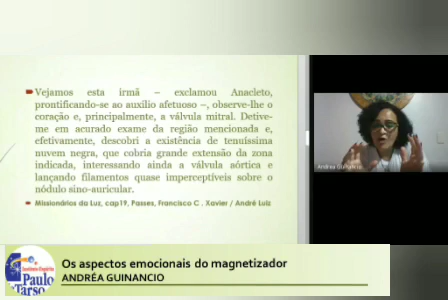 Vejamos esta irmã – exclamou Anacleto,
prontificando-se ao auxílio afetuoso –, observe-lhe o
coração e, principalmente, a válvula mitral. Detive-
me em acurado exame da região mencionada e,
efetivamente, descobri a existência de tenuíssima
nuvem negra, que cobria grande extensão da zona
indicada, interessando ainda a válvula aórtica e
lançando filamentos quase imperceptíveis sobre o
nódulo sino-auricular.
Missionários da Luz, cap19, Passes, Francisco C . Xavier / André Luiz
Andrea Guinancio
Paulo
Tarso
Os aspectos emocionais do magnetizador
ANDRÉA GUINANCIO